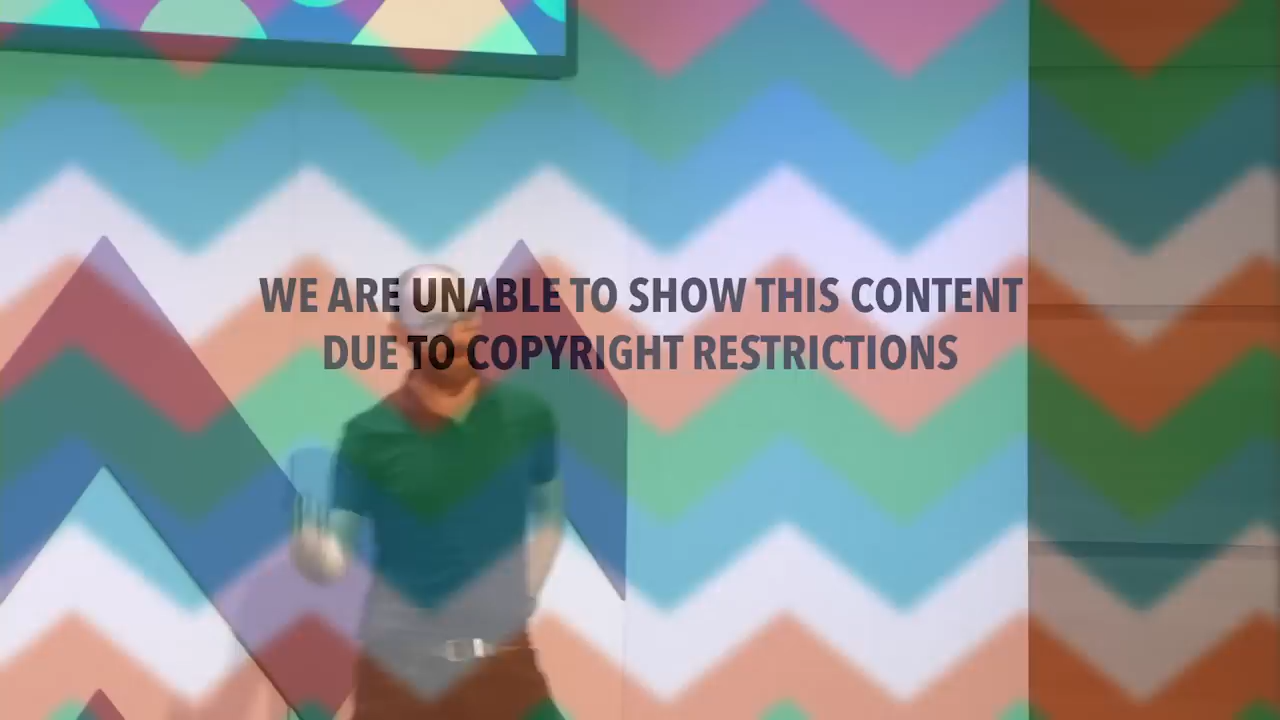 WE ARE UNABLE TO SHOW THIS CONTENT
DUE TO COPYRIGHT RESTRICTIONS